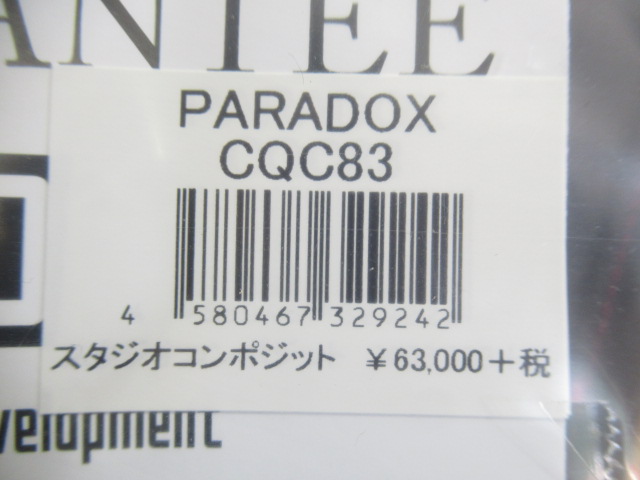 ANTEE
PARADOX
CQC83
4 580467 329242
スタジオコンポジット ¥63,000+税
velopment